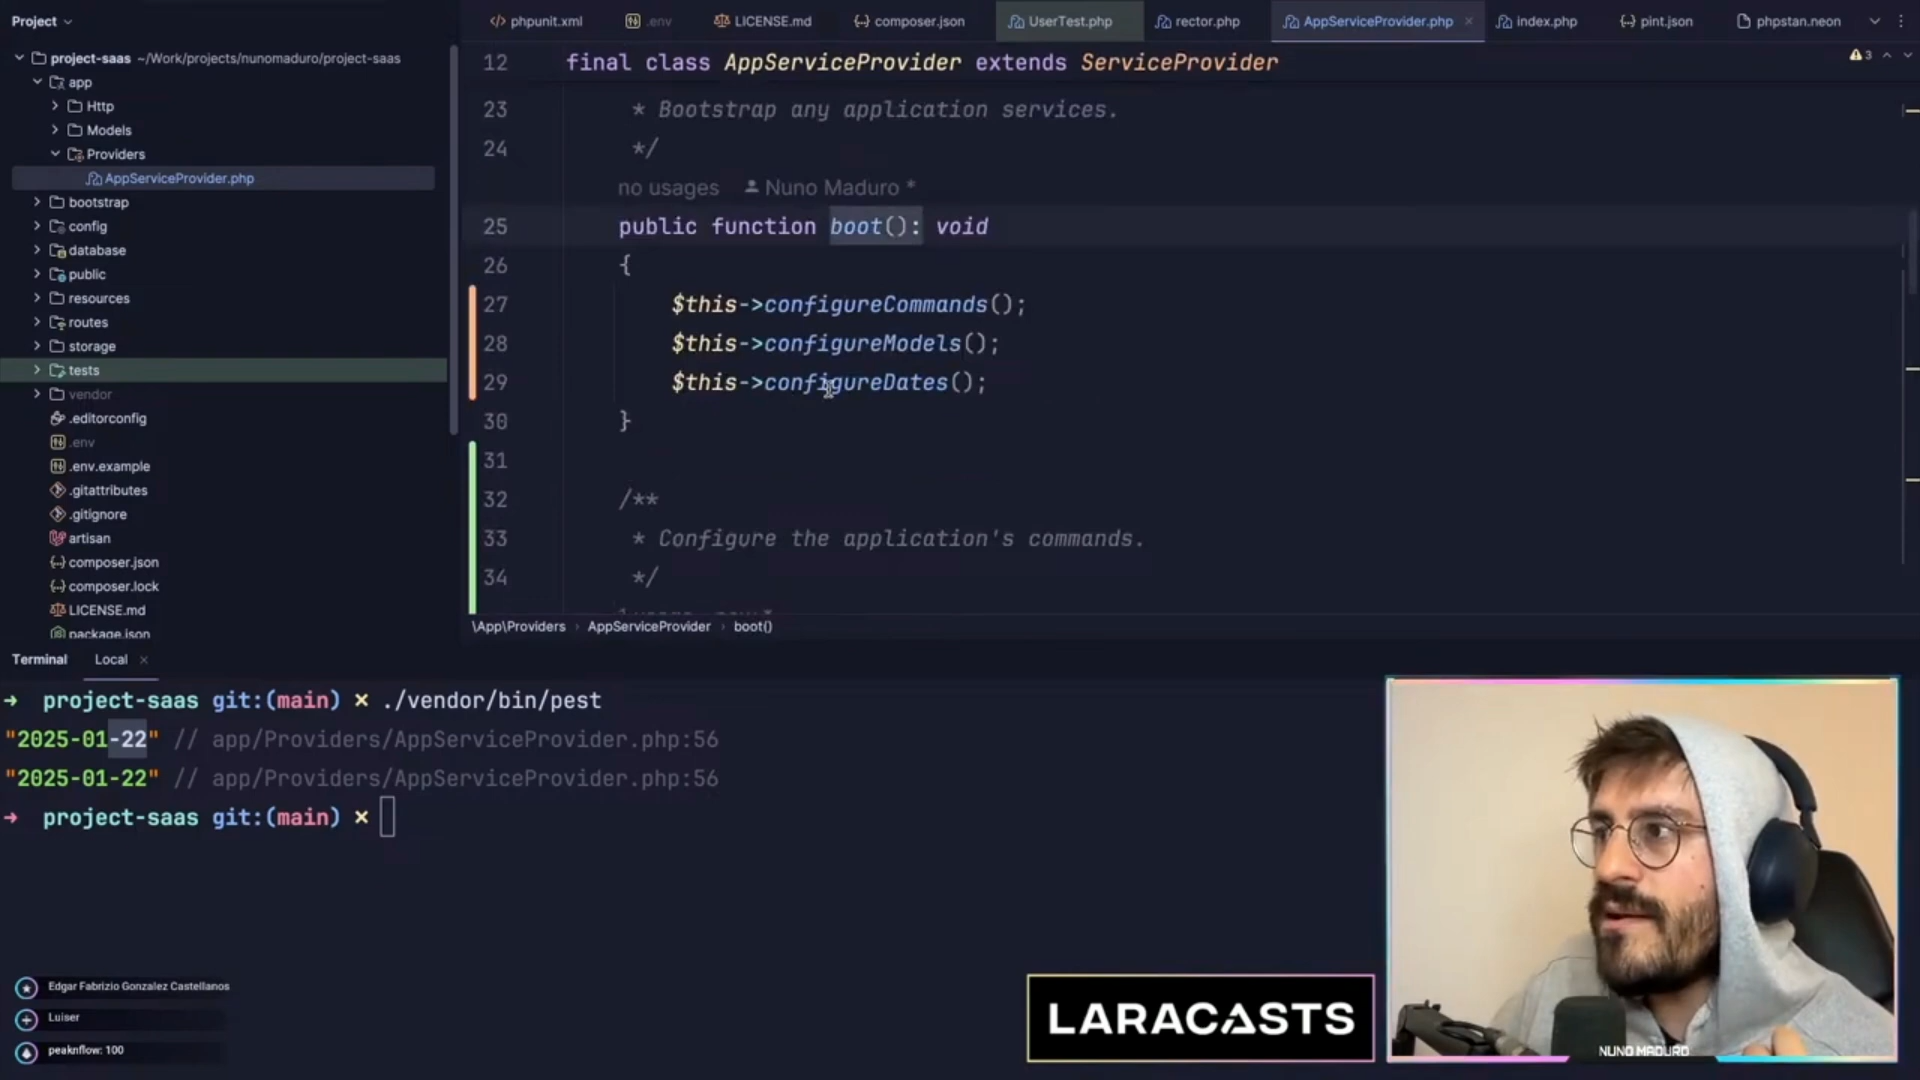 Project
phpunit.xml
.env
LICENSE.md
composer.json
UserTest.php
rector.php
AppServiceProvider.php
index.php
pint.json
phpstan.neon
project-saas ~/Work/projects/nunomaduro/project-saas
app
Http
Models
Providers
AppServiceProvider.php
bootstrap
config
database
public
resources
routes
storage
tests
vendor
.editorconfig
.env
.env.example
.gitattributes
.gitignore
artisan
composer.json
composer.lock
LICENSE.md
package.json
12 final class AppServiceProvider extends ServiceProvider
3
23 * Bootstrap any application services.
24 */
no usages Nuno Maduro *
25 public function boot(): void
26 {
27 $this->configureCommands();
28 $this->configureModels();
29 $this->configureDates();
30 }
31
32 /**
33 * Configure the application's commands.
34 */
\App\Providers › AppServiceProvider › boot()
Terminal Local ×
→ project-saas git:(main) × ./vendor/bin/pest
"2025-01-22" // app/Providers/AppServiceProvider.php:56
"2025-01-22" // app/Providers/AppServiceProvider.php:56
→ project-saas git:(main) ×
Edgar Fabrizio Gonzalez Castellanos
Luiser
peaknflow: 100
LARACASTS
NUNO MADURO